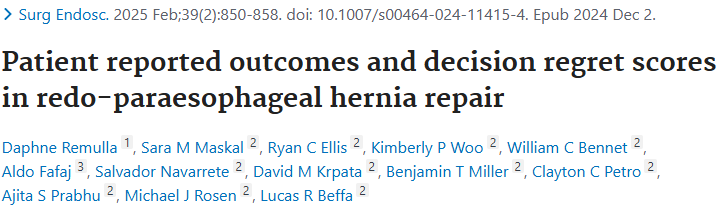 Surg Endosc. 2025 Feb;39(2):850-858. doi: 10.1007/s00464-024-11415-4. Epub 2024 Dec 2.
Patient reported outcomes and decision regret scores
in redo-paraesophageal hernia repair
Daphne Remulla 1, Sara M Maskal 2, Ryan C Ellis 2, Kimberly P Woo 2, William C Bennet 2,
Aldo Fafaj 3, Salvador Navarrete 2, David M Krpata 2, Benjamin T Miller 2, Clayton C Petro 2,
Ajita S Prabhu 2, Michael J Rosen 2, Lucas R Beffa 2